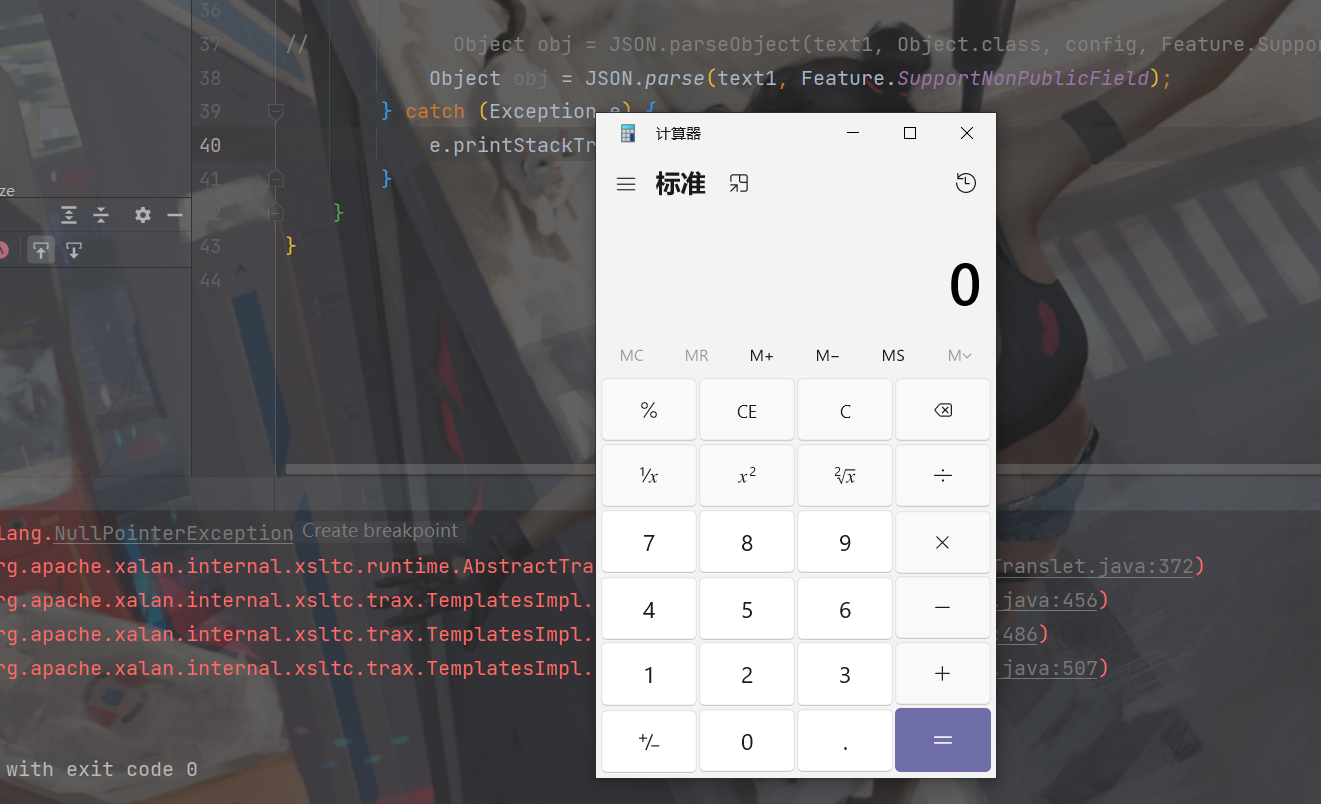 36
37 // Object obj = JSON.parseObject(text1, Object.class, config, Feature.Suppor
38 Object obj = JSON.parse(text1, Feature.SupportNonPublicField);
39 } catch (Exception e) {
40 e.printStackTr
41 }
42 }
43 }
44
ze
计算器
标准
0
MC MR M+ M− MS M
% CE C
1/x x² ²√x ÷
7 8 9 ×
4 5 6 −
1 2 3 +
+/− 0 . =
lang.NullPointerException Create breakpoint
rg.apache.xalan.internal.xsltc.runtime.AbstractTra Translet.java:372)
rg.apache.xalan.internal.xsltc.trax.TemplatesImpl. .java:456)
rg.apache.xalan.internal.xsltc.trax.TemplatesImpl. :486)
rg.apache.xalan.internal.xsltc.trax.TemplatesImpl. .java:507)
with exit code 0